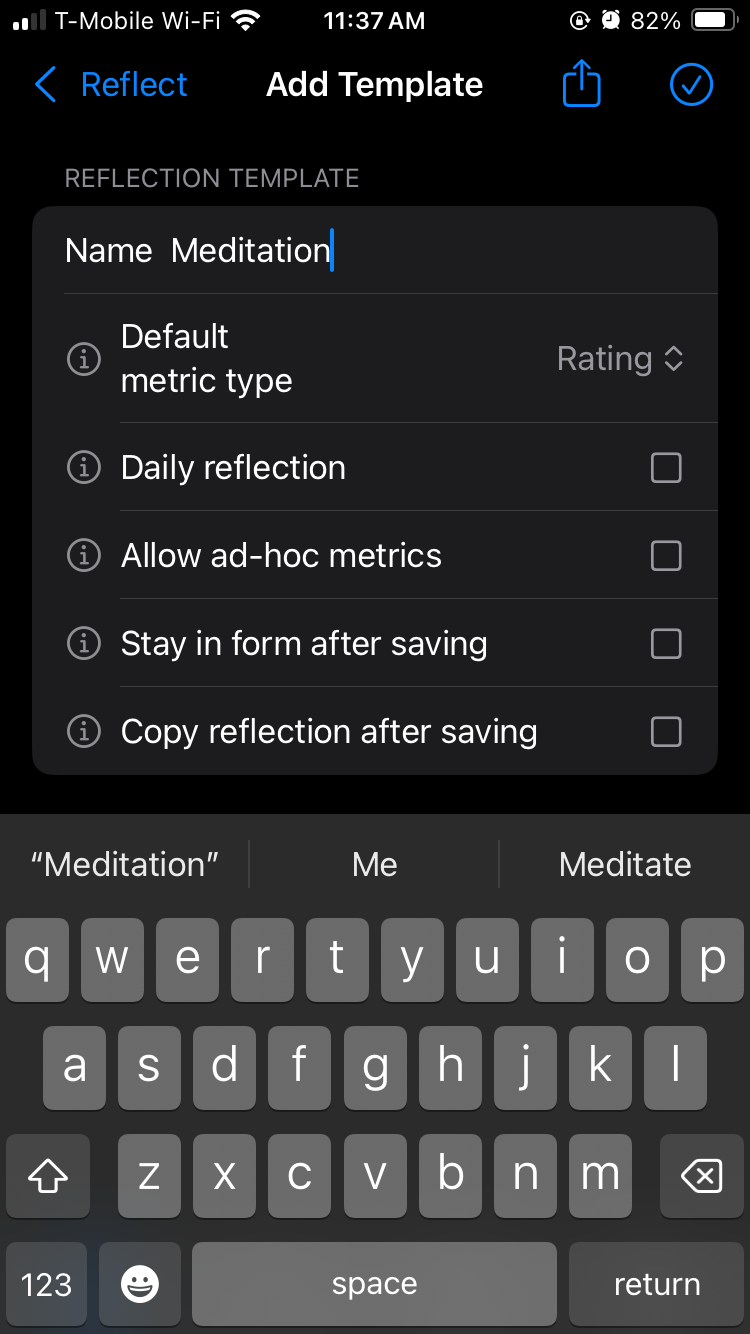 T-Mobile Wi-Fi 11:37 AM 82%
Reflect Add Template
REFLECTION TEMPLATE
Name Meditation
Default
metric type
Rating
Daily reflection
Allow ad-hoc metrics
Stay in form after saving
Copy reflection after saving
“Meditation” Me Meditate
q w e r t y u i o p
a s d f g h j k l
z x c v b n m
123 space return